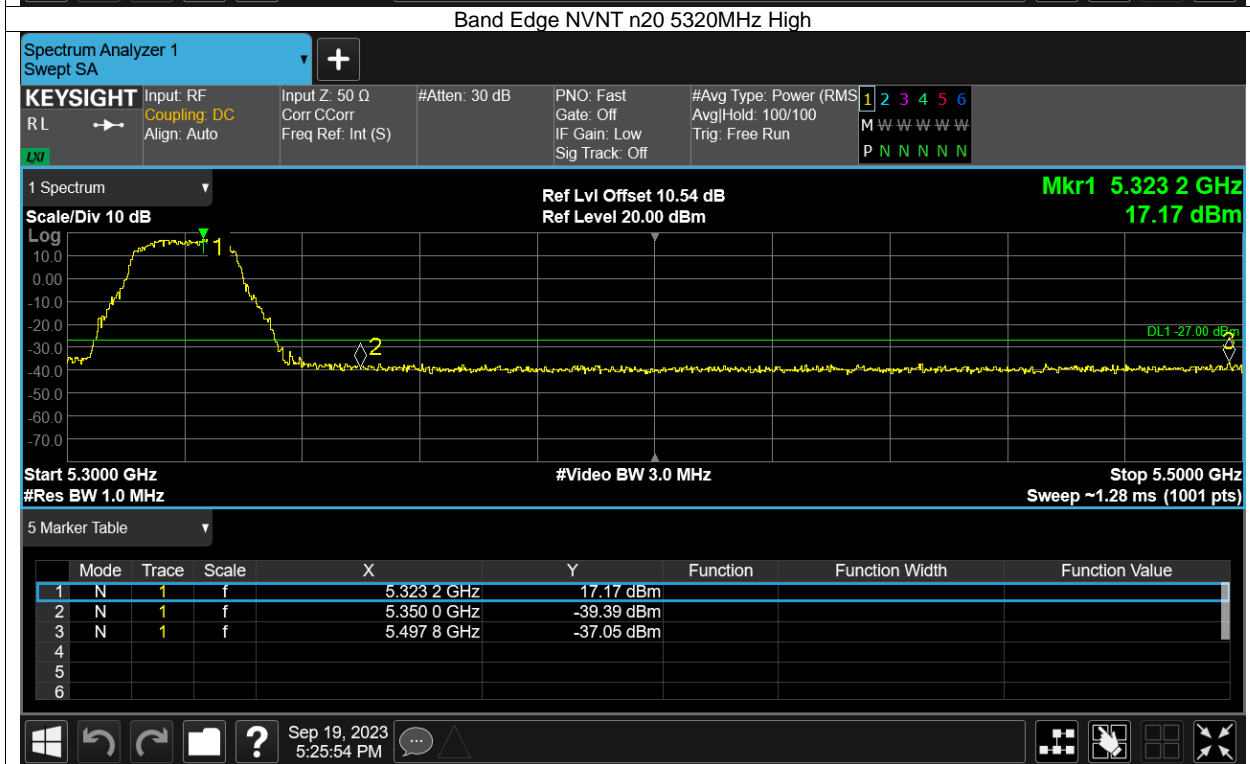 Band Edge NVNT n20 5320MHz High
Spectrum Analyzer 1
Swept SA
+
KEYSIGHT Input: RF Input Z: 50 Ω #Atten: 30 dB PNO: Fast #Avg Type: Power (RMS 1 2 3 4 5 6
RL Coupling: DC Corr CCorr Gate: Off Avg|Hold: 100/100 M W W W W W
Align: Auto Freq Ref: Int (S) IF Gain: Low Trig: Free Run
LXI Sig Track: Off P N N N N N
1 Spectrum Ref Lvl Offset 10.54 dB Mkr1 5.323 2 GHz
Scale/Div 10 dB Ref Level 20.00 dBm 17.17 dBm
Log
1
10.0
0.00
-10.0
-20.0
DL1 -27.00 dBm
-30.0
2
3
-40.0
-50.0
-60.0
-70.0
Start 5.3000 GHz #Video BW 3.0 MHz Stop 5.5000 GHz
#Res BW 1.0 MHz Sweep ~1.28 ms (1001 pts)
5 Marker Table
Mode Trace Scale X Y Function Function Width Function Value
1 N 1 f 5.323 2 GHz 17.17 dBm
2 N 1 f 5.350 0 GHz -39.39 dBm
3 N 1 f 5.497 8 GHz -37.05 dBm
4
5
6
? Sep 19, 2023
5:25:54 PM